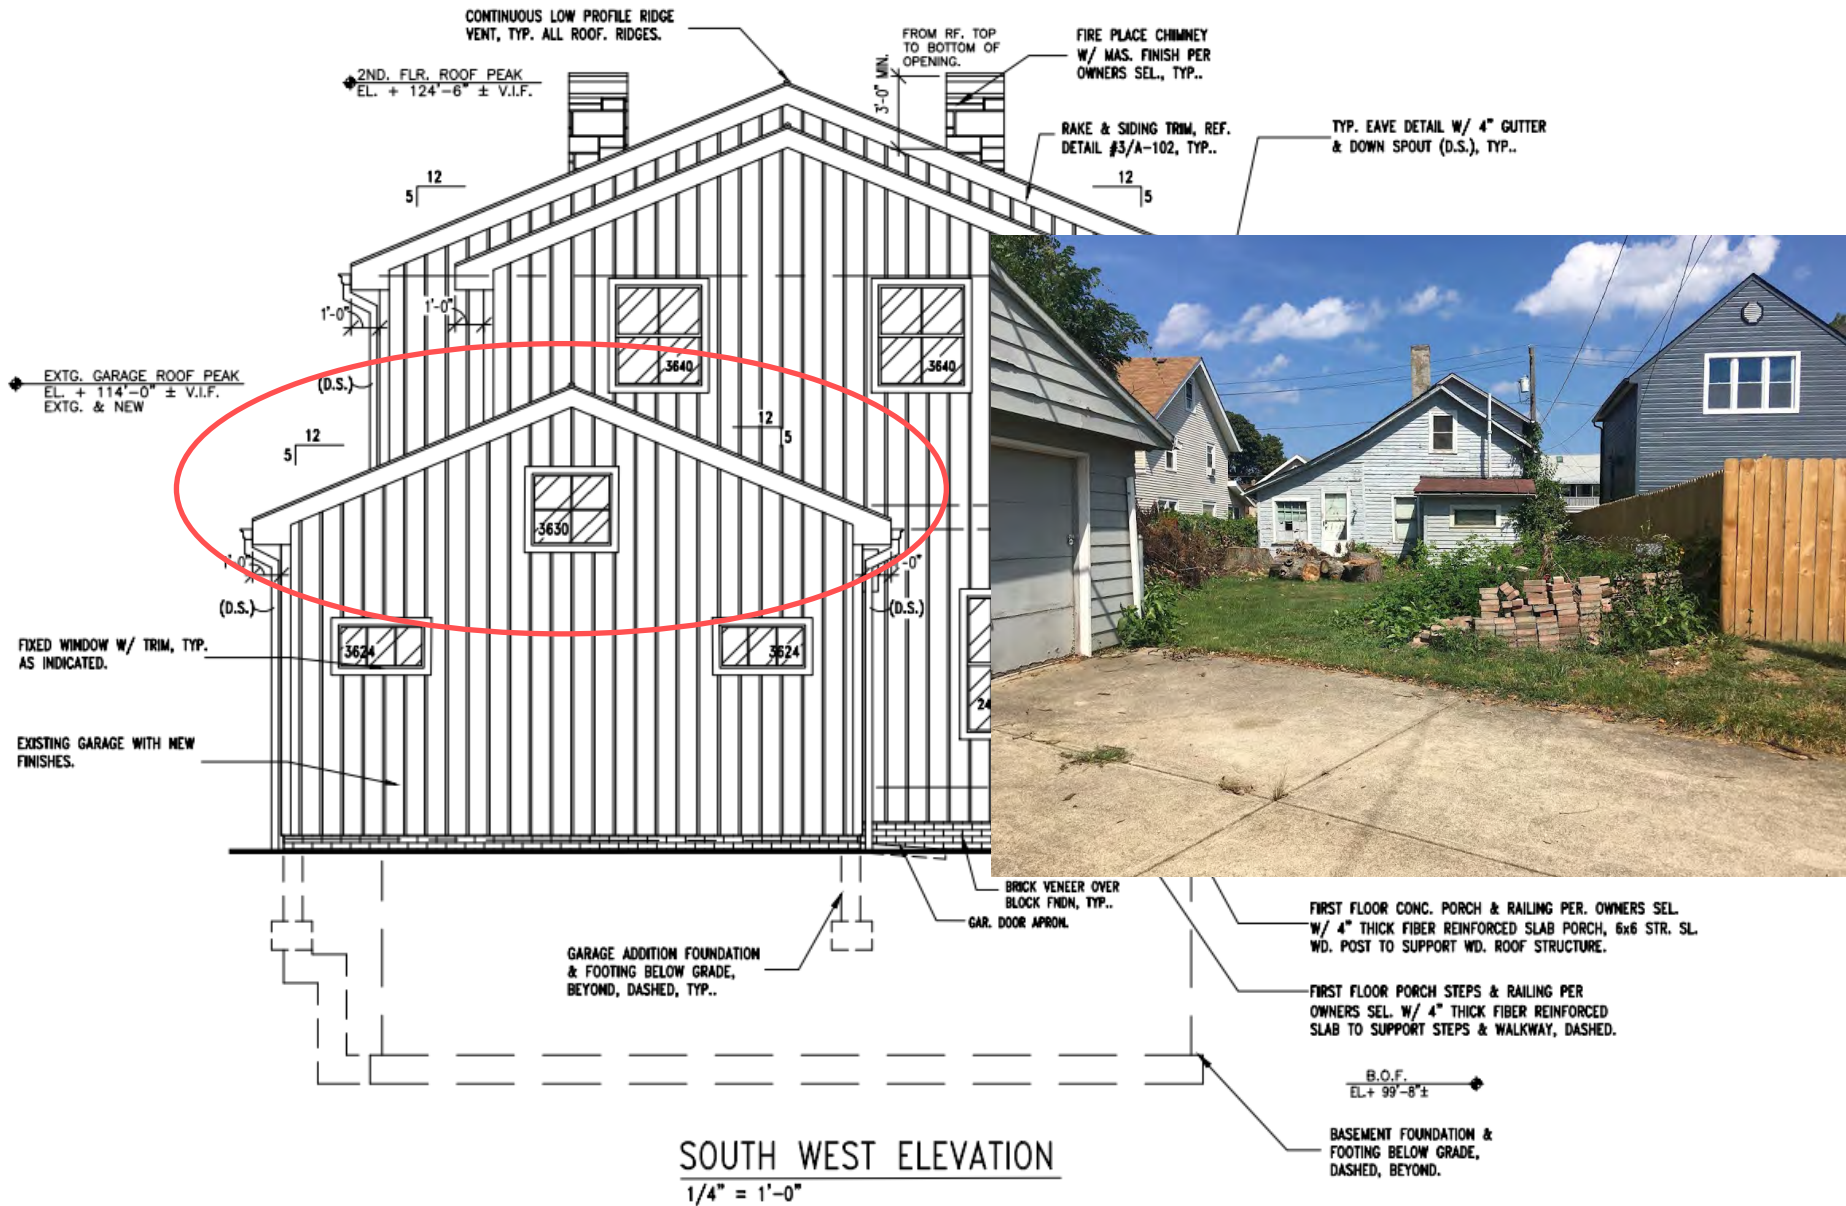 CONTINUOUS LOW PROFILE RIDGE
VENT, TYP. ALL ROOF. RIDGES.
FROM RF. TOP
TO BOTTOM OF
OPENING.
3'-0" MIN.
FIRE PLACE CHIMNEY
W/ MAS. FINISH PER
OWNERS SEL., TYP..
2ND. FLR. ROOF PEAK
EL. + 124'-6" ± V.I.F.
RAKE & SIDING TRIM, REF.
DETAIL #3/A-102, TYP..
TYP. EAVE DETAIL W/ 4" GUTTER
& DOWN SPOUT (D.S.), TYP..
12
5
12
5
1'-0"
1'-0"
3640
3640
EXTG. GARAGE ROOF PEAK
EL. + 114'-0" ± V.I.F.
EXTG. & NEW
(D.S.)
12
5
12
5
3630
1'-0"
-0"
(D.S.)
(D.S.)
FIXED WINDOW W/ TRIM, TYP.
AS INDICATED.
3624
3624
24
EXISTING GARAGE WITH NEW
FINISHES.
BRICK VENEER OVER
BLOCK FNDN, TYP..
GAR. DOOR APRON.
GARAGE ADDITION FOUNDATION
& FOOTING BELOW GRADE,
BEYOND, DASHED, TYP..
FIRST FLOOR CONC. PORCH & RAILING PER. OWNERS SEL.
W/ 4" THICK FIBER REINFORCED SLAB PORCH, 6x6 STR. SL.
WD. POST TO SUPPORT WD. ROOF STRUCTURE.
FIRST FLOOR PORCH STEPS & RAILING PER
OWNERS SEL. W/ 4" THICK FIBER REINFORCED
SLAB TO SUPPORT STEPS & WALKWAY, DASHED.
B.O.F.
EL+ 99'-8"±
BASEMENT FOUNDATION &
FOOTING BELOW GRADE,
DASHED, BEYOND.
SOUTH WEST ELEVATION
1/4" = 1'-0"